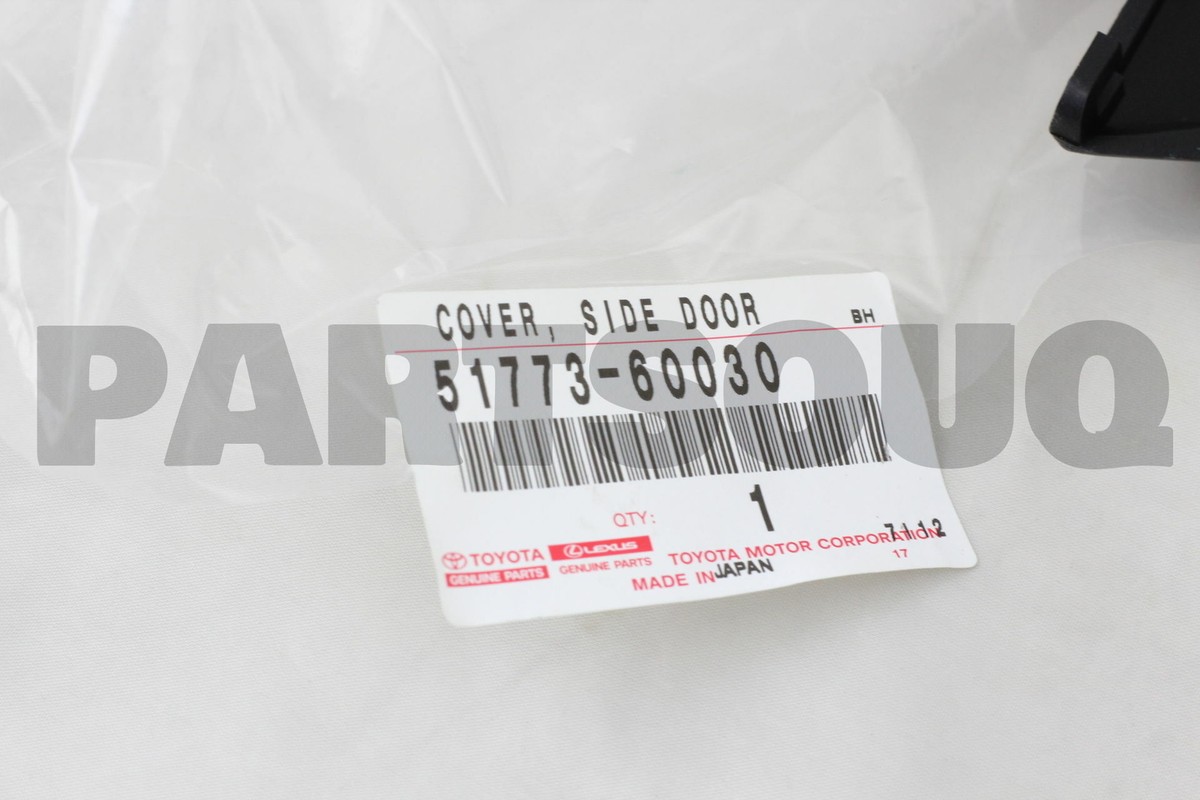 COVER, SIDE DOOR BH
51773-60030
PARTSOUQ
QTY: 1
TOYOTA LEXUS TOYOTA MOTOR CORPORATION 7112
GENUINE PARTS GENUINE PARTS 17
MADE IN JAPAN